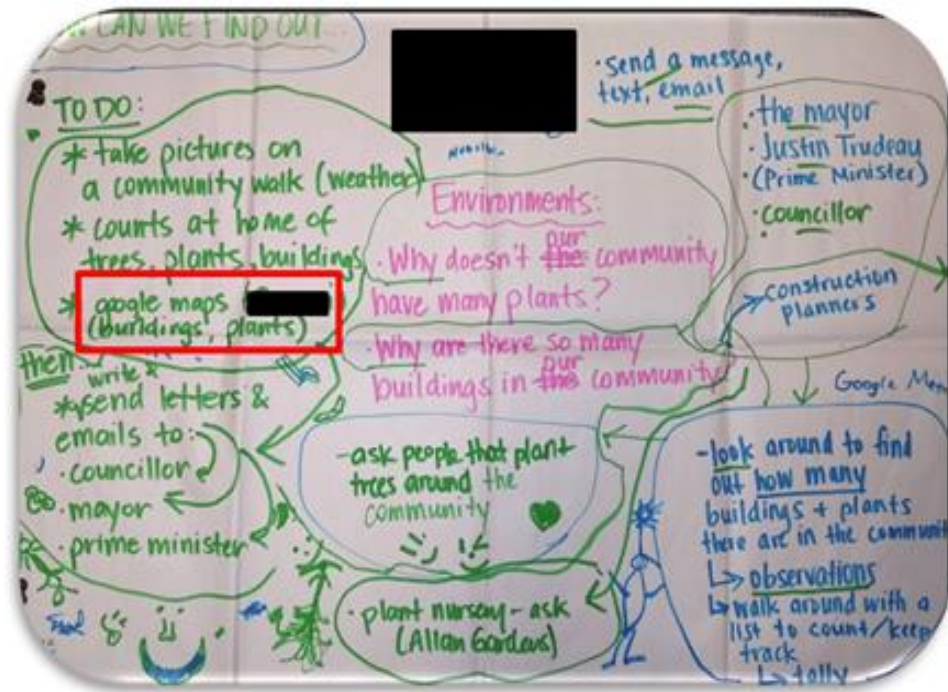 CAN WE FIND OUT
TO DO:
* take pictures on
a community walk (weather)
* counts at home of
trees, plants, buildings
* google maps (
(buildings, plants)
then
write &
* send letters &
emails to:
· councillor
· mayor
· prime minister
Environments:
our
· Why doesn't the community
have many plants?
· Why are there so many
our
buildings in the community
- ask people that plant
trees around the
community
· plant nursery - ask
(Allan Gardens)
· send a message,
text, email
· the mayor
· Justin Trudeau
· (Prime Minister)
· councillor
construction
planners
Google
- look around to find
out how many
buildings + plants
there are in the
↳ observations
↳ walk around with a
list to count/keep
track
↳ tally